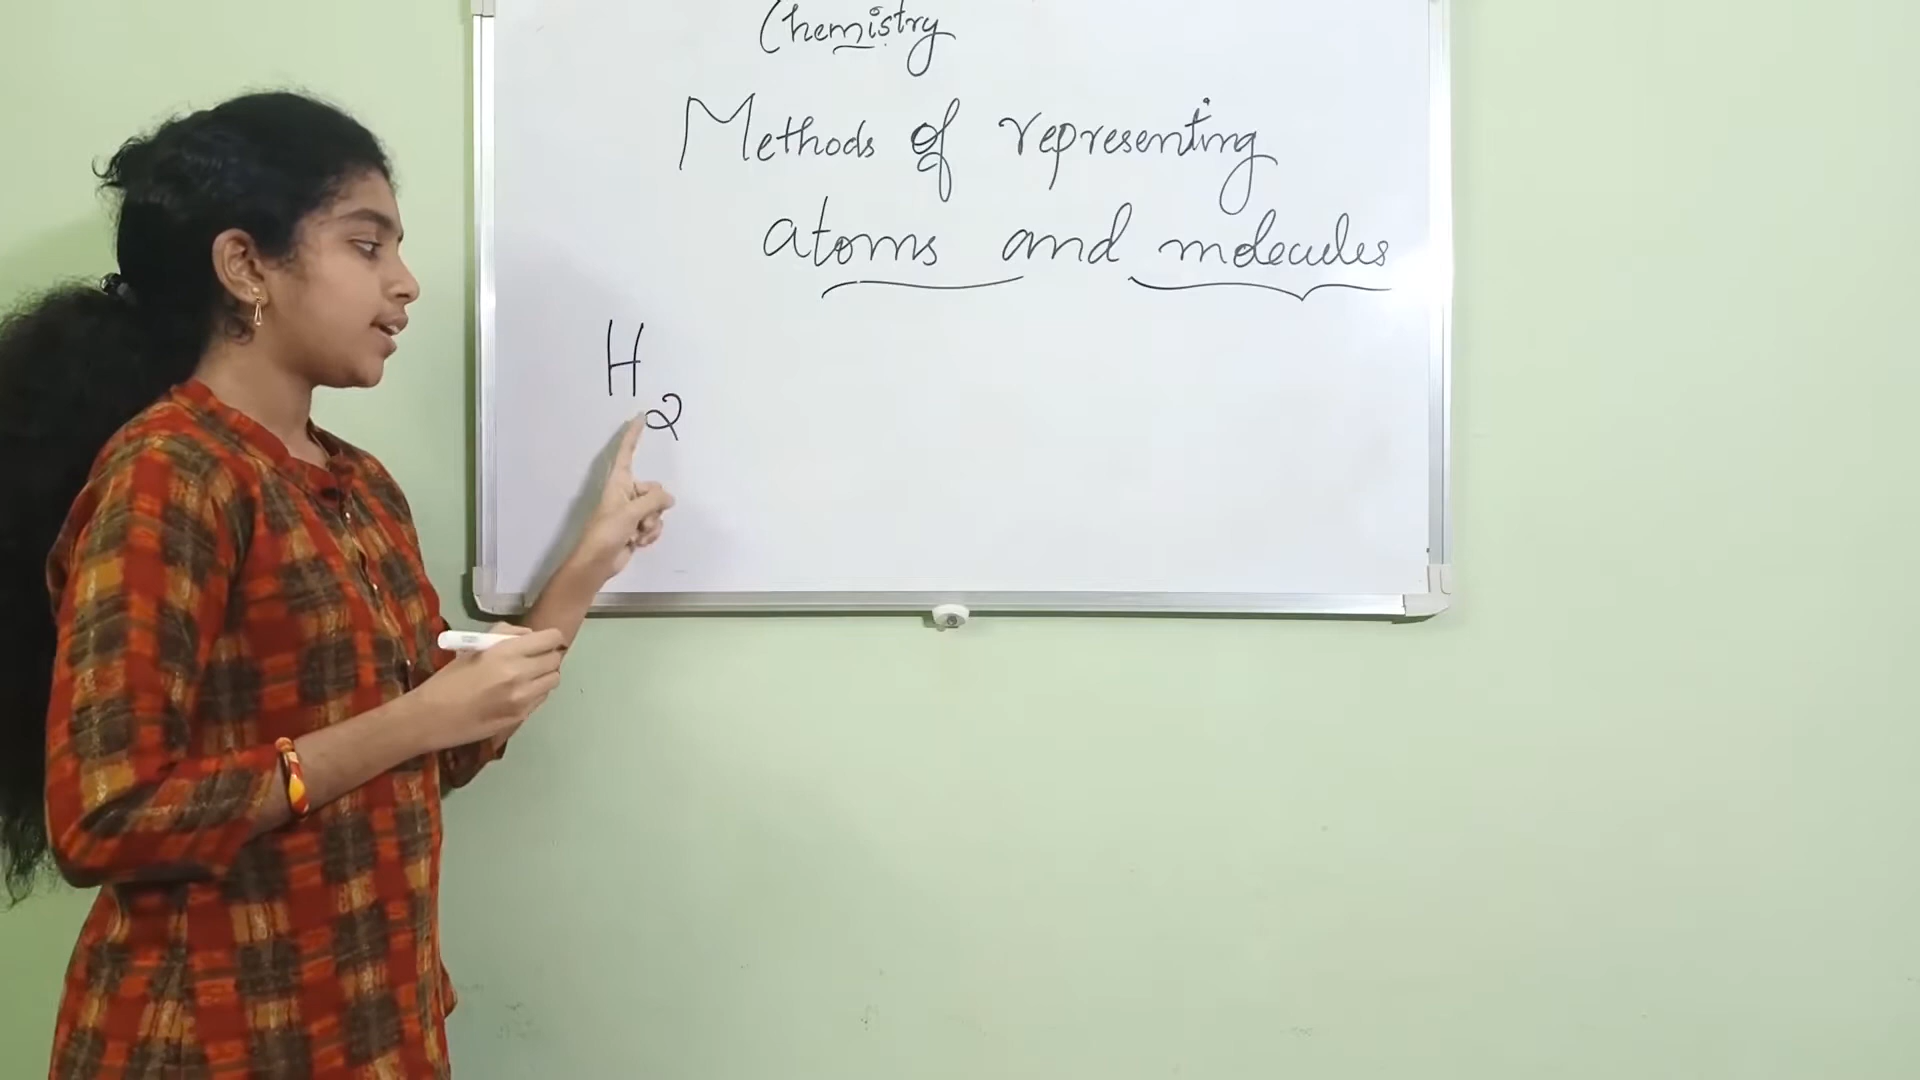 Chemistry
Methods of representing
atoms and molecules
H2